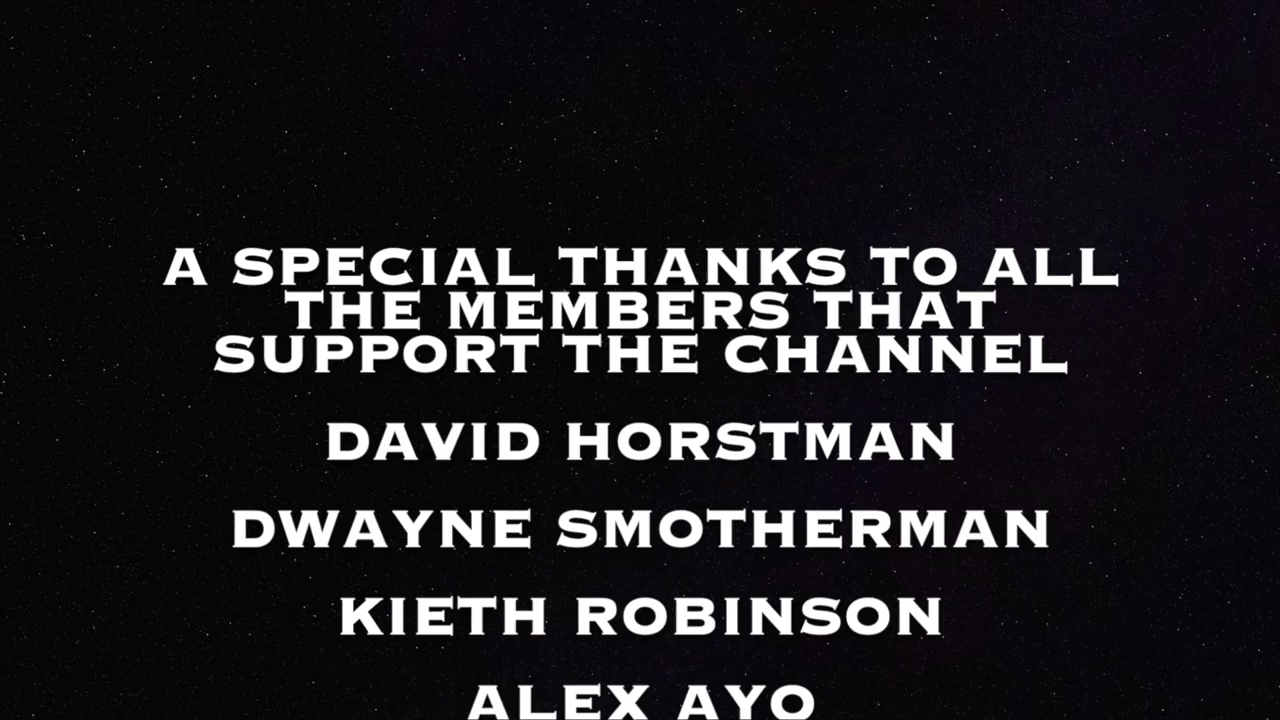 A SPECIAL THANKS TO ALL
THE MEMBERS THAT
SUPPORT THE CHANNEL
DAVID HORSTMAN
DWAYNE SMOTHERMAN
KIETH ROBINSON
ALEX AYO